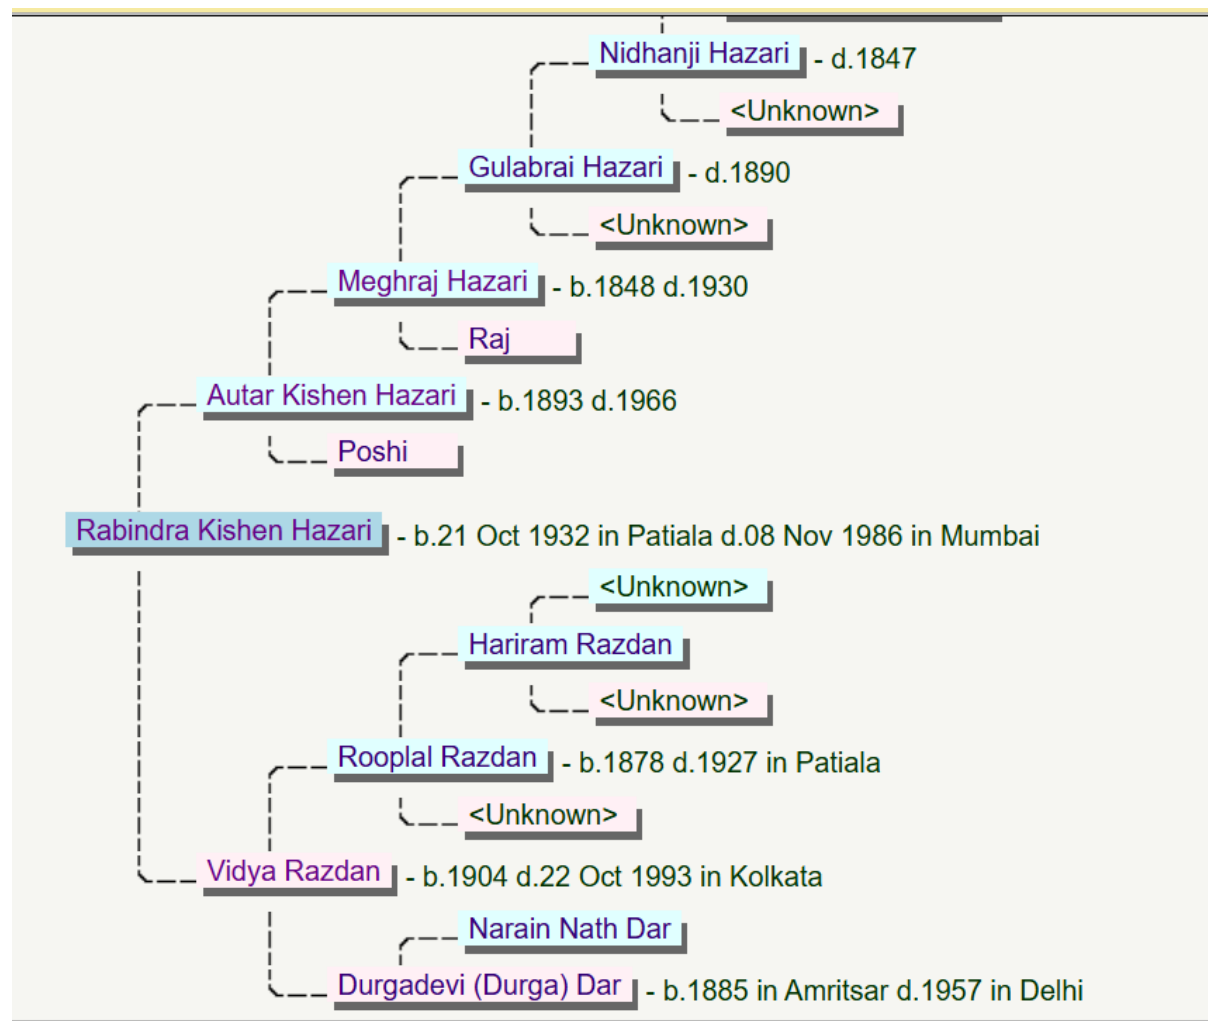 Nidhanji Hazari - d.1847
<Unknown>
Gulabrai Hazari - d.1890
<Unknown>
Meghraj Hazari - b.1848 d.1930
Raj
Autar Kishen Hazari - b.1893 d.1966
Poshi
Rabindra Kishen Hazari - b.21 Oct 1932 in Patiala d.08 Nov 1986 in Mumbai
<Unknown>
Hariram Razdan
<Unknown>
Rooplal Razdan - b.1878 d.1927 in Patiala
<Unknown>
Vidya Razdan - b.1904 d.22 Oct 1993 in Kolkata
Narain Nath Dar
Durgadevi (Durga) Dar - b.1885 in Amritsar d.1957 in Delhi